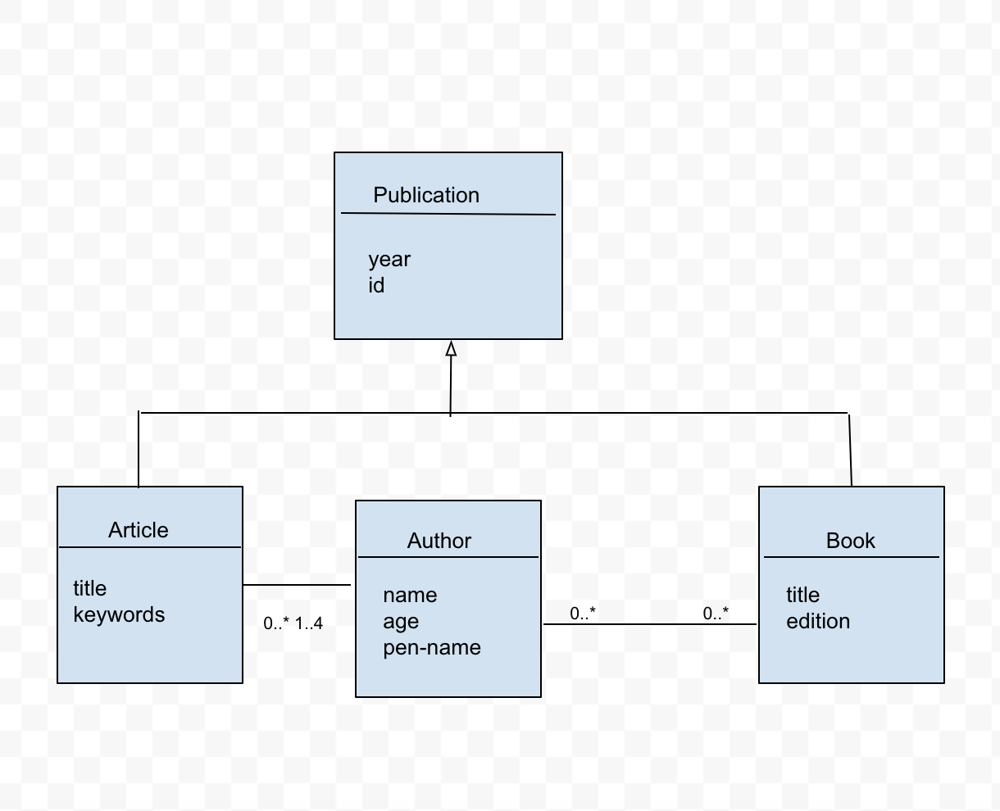 Publication
year
id
Article
title
keywords
0..* 1..4
Author
name
age
pen-name
0..*
0..*
Book
title
edition